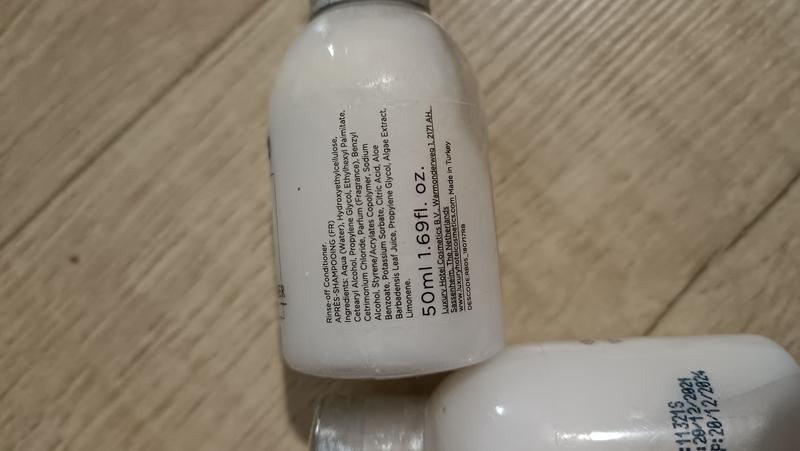 Rinse-off Conditioner.
APRÈS-SHAMPOOING (FR)
Ingredients: Aqua (Water), Hydroxyethylcellulose,
Cetearyl Alcohol, Propylene Glycol, Ethylhexyl Palmitate,
Cetrimonium Chloride, Parfum (Fragrance), Benzyl
Alcohol, Styrene/Acrylates Copolymer, Sodium
Benzoate, Potassium Sorbate, Citric Acid, Aloe
Barbadensis Leaf Juice, Propylene Glycol, Algae Extract,
Limonene.
50ml 1.69fl. oz.
Luxury Hotel Cosmetics B.V., Warmonderweg 1, 2171 AH,
Sassenheim, The Netherlands
www.luxuryhotelcosmetics.com Made in Turkey
:11321S
:20/12/2021
P:20/12/2024